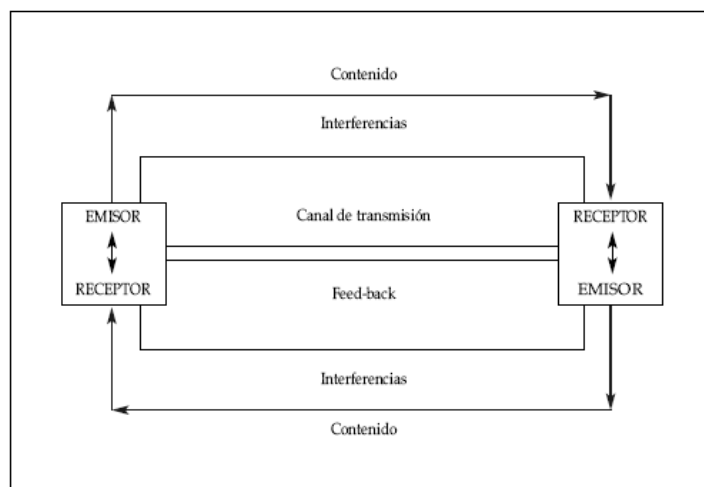 Contenido
Interferencias
EMISOR
Canal de transmisión
RECEPTOR
RECEPTOR
Feed-back
EMISOR
Interferencias
Contenido